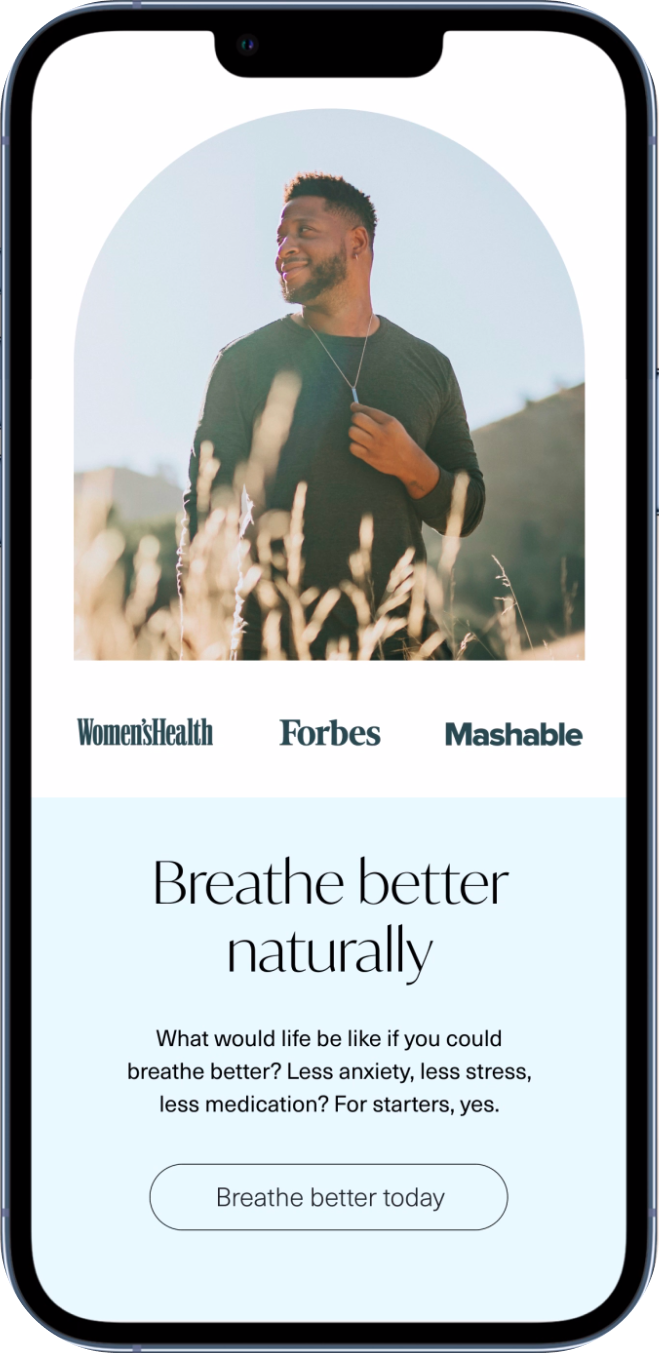 Women'sHealth Forbes Mashable
Breathe better
naturally
What would life be like if you could
breathe better? Less anxiety, less stress,
less medication? For starters, yes.
Breathe better today